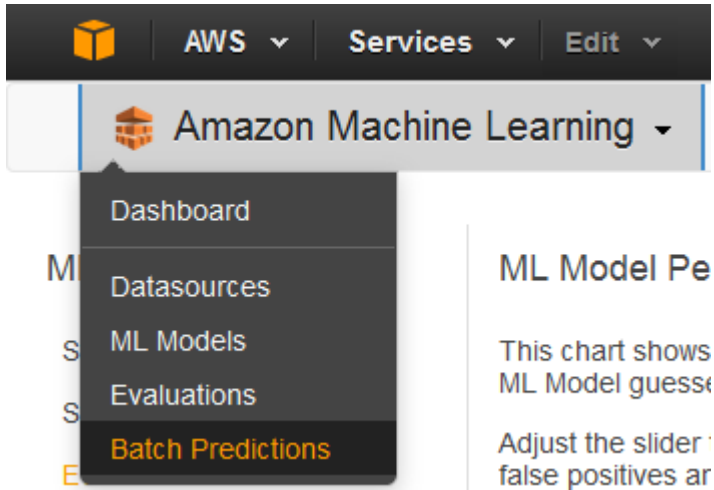 AWS Services Edit
Amazon Machine Learning
Dashboard
Datasources
ML Models
Evaluations
Batch Predictions
ML Model Pe
This chart shows
ML Model guesse
Adjust the slider
false positives an